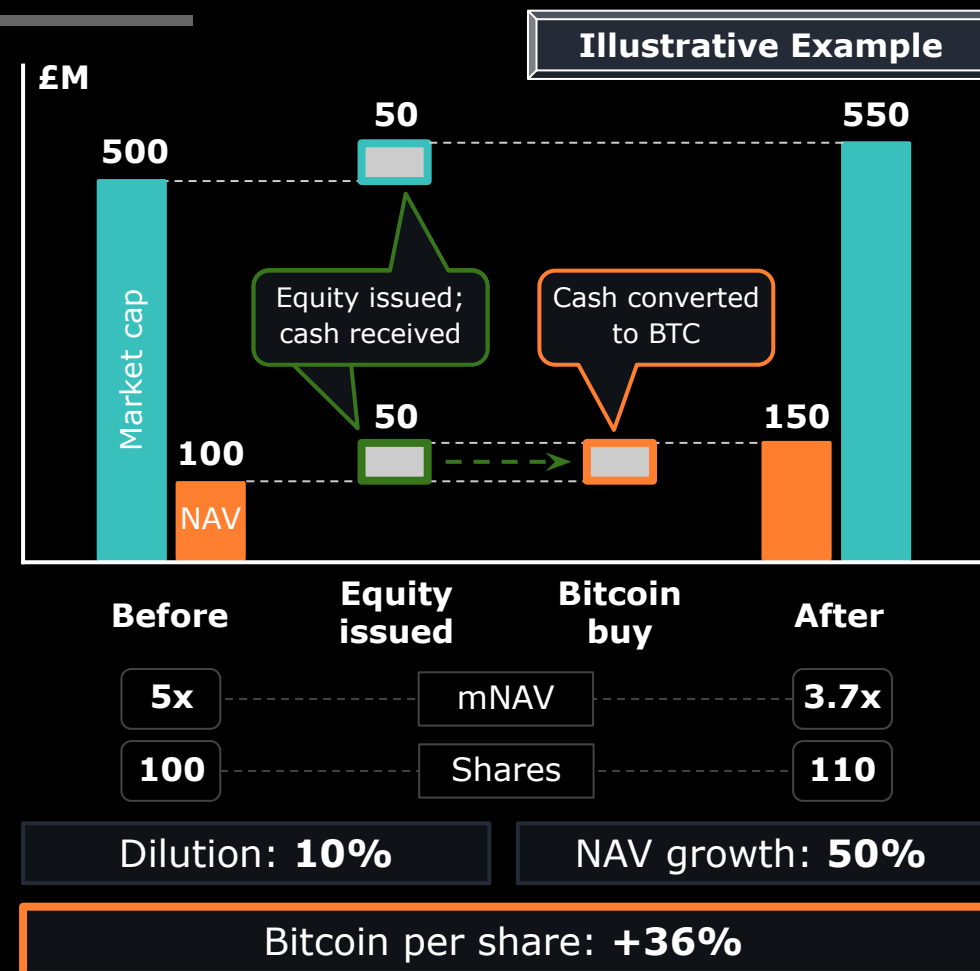 Illustrative Example
£M
50
550
500
Equity issued;
cash received
Cash converted
to BTC
Market cap
50
150
100
NAV
Before
Equity
issued
Bitcoin
buy
After
5x
mNAV
3.7x
100
Shares
110
Dilution: 10%
NAV growth: 50%
Bitcoin per share: +36%